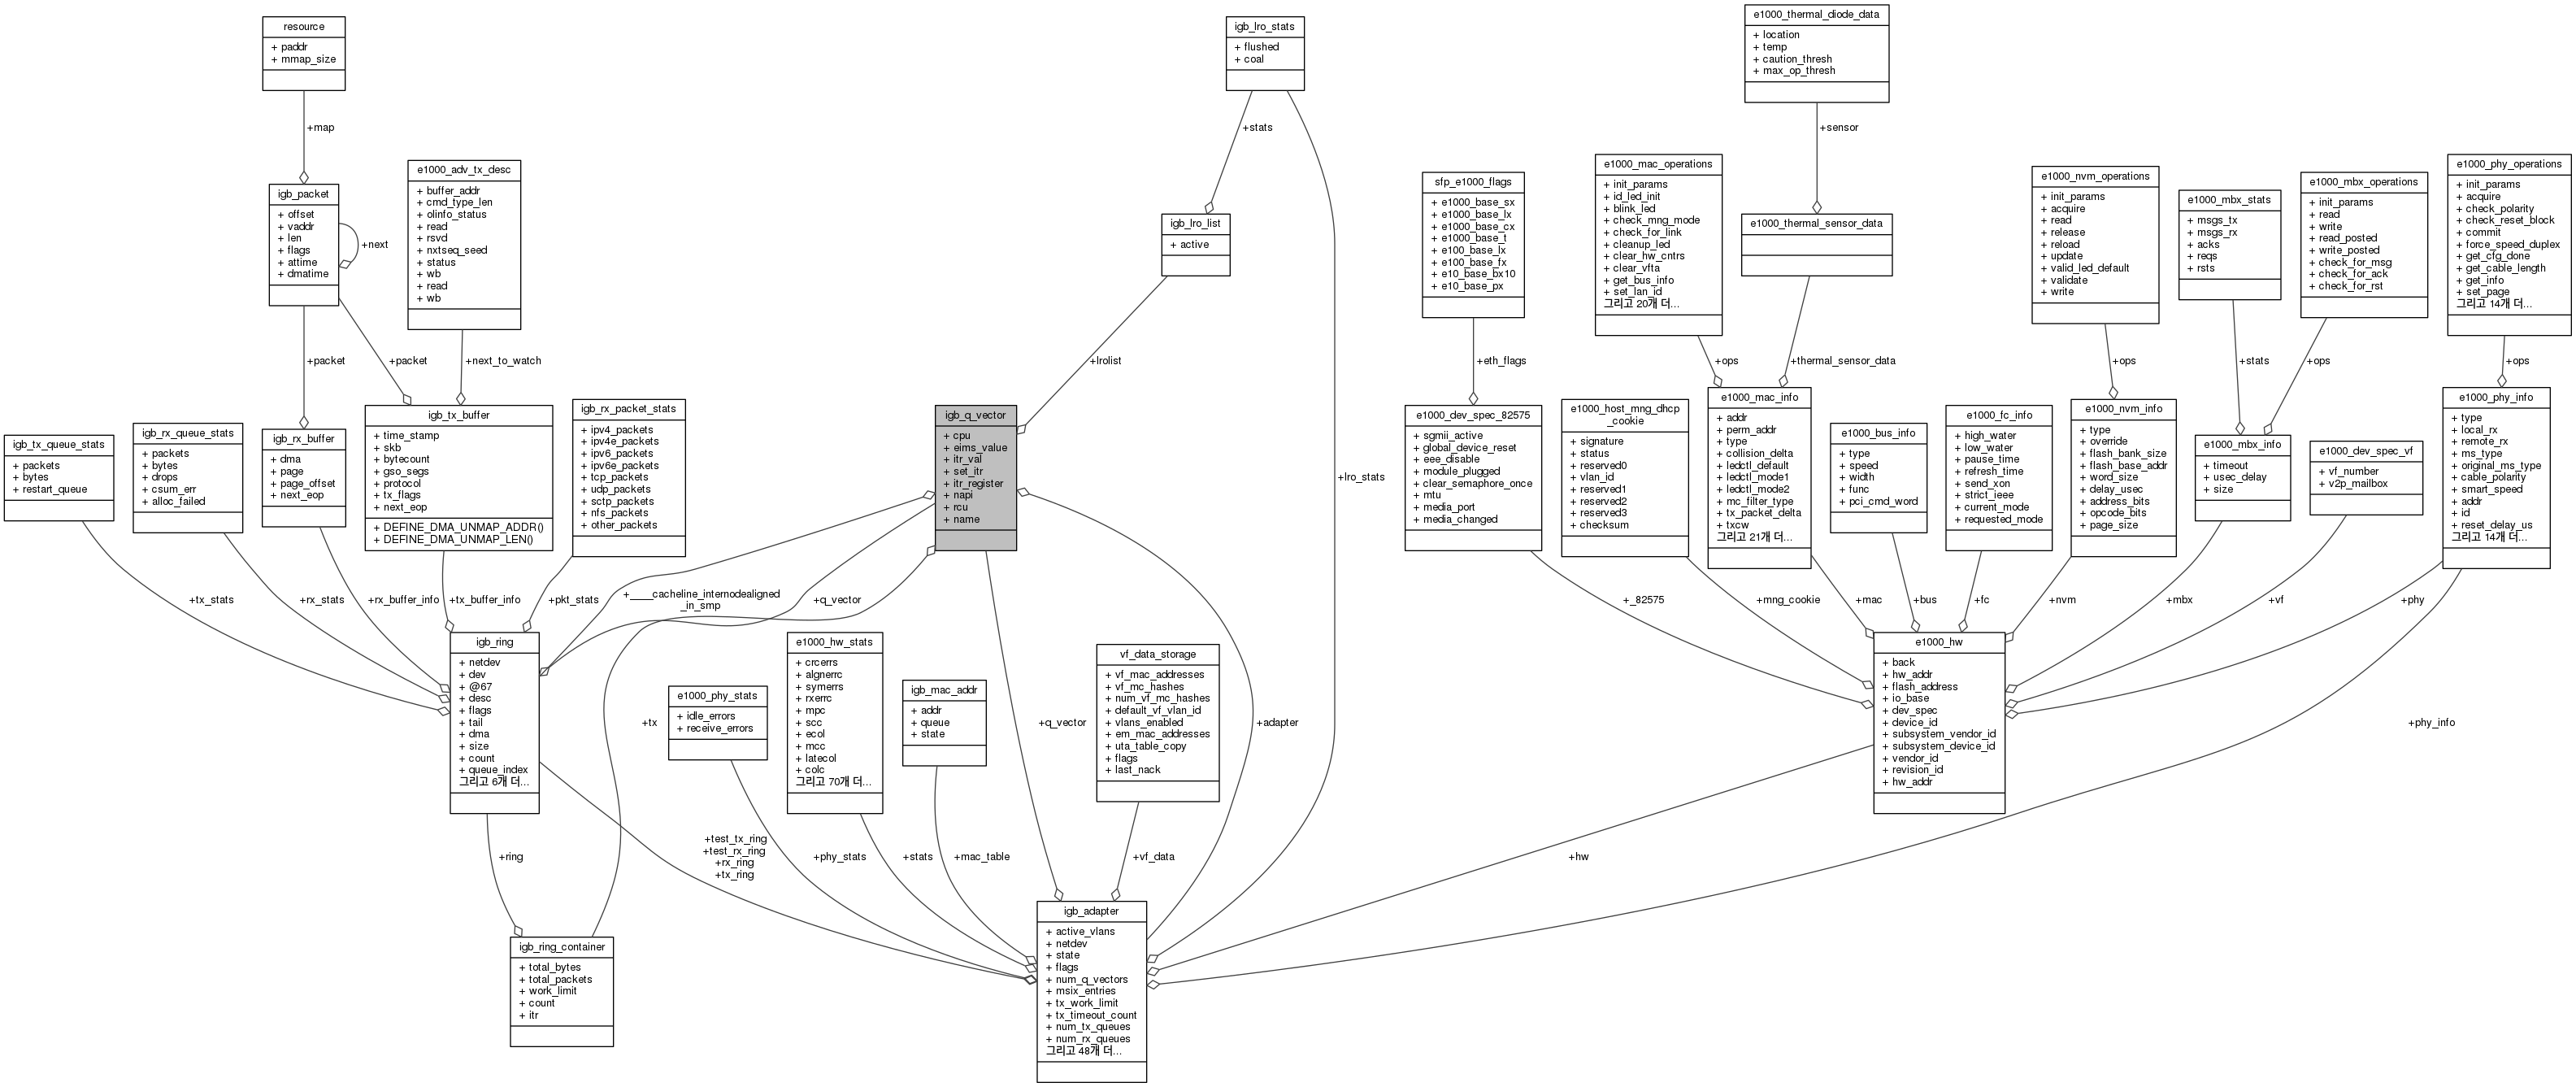 resource
+ paddr
+ mmap_size
igb_lro_stats
+ flushed
+ coal
e1000_thermal_diode_data
+ location
+ temp
+ caution_thresh
+ max_op_thresh
+map
+stats
+sensor
igb_packet
+ offset
+ vaddr
+ len
+ flags
+ attime
+ dmatime
+next
e1000_adv_tx_desc
+ buffer_addr
+ cmd_type_len
+ olinfo_status
+ read
+ rsvd
+ nxtseq_seed
+ status
+ wb
+ read
+ wb
igb_lro_list
+ active
sfp_e1000_flags
+ e1000_base_sx
+ e1000_base_lx
+ e1000_base_cx
+ e1000_base_t
+ e100_base_lx
+ e100_base_fx
+ e10_base_bx10
+ e10_base_px
e1000_mac_operations
+ init_params
+ id_led_init
+ blink_led
+ check_mng_mode
+ check_for_link
+ cleanup_led
+ clear_hw_cntrs
+ clear_vfta
+ get_bus_info
+ set_lan_id
그리고 20개 더...
e1000_thermal_sensor_data
e1000_nvm_operations
+ init_params
+ acquire
+ read
+ release
+ reload
+ update
+ valid_led_default
+ validate
+ write
e1000_mbx_stats
+ msgs_tx
+ msgs_rx
+ acks
+ reqs
+ rsts
e1000_mbx_operations
+ init_params
+ read
+ write
+ read_posted
+ write_posted
+ check_for_msg
+ check_for_ack
+ check_for_rst
e1000_phy_operations
+ init_params
+ acquire
+ check_polarity
+ check_reset_block
+ commit
+ force_speed_duplex
+ get_cfg_done
+ get_cable_length
+ get_info
+ set_page
그리고 14개 더...
+packet
+packet
+next_to_watch
+lrolist
+eth_flags
+ops
+thermal_sensor_data
+ops
+stats
+ops
+ops
igb_tx_queue_stats
+ packets
+ bytes
+ restart_queue
igb_rx_queue_stats
+ packets
+ bytes
+ drops
+ csum_err
+ alloc_failed
igb_rx_buffer
+ dma
+ page
+ page_offset
+ next_eop
igb_tx_buffer
+ time_stamp
+ skb
+ bytecount
+ gso_segs
+ protocol
+ tx_flags
+ next_eop
+ DEFINE_DMA_UNMAP_ADDR()
+ DEFINE_DMA_UNMAP_LEN()
igb_rx_packet_stats
+ ipv4_packets
+ ipv4e_packets
+ ipv6_packets
+ ipv6e_packets
+ tcp_packets
+ udp_packets
+ sctp_packets
+ nfs_packets
+ other_packets
igb_q_vector
+ cpu
+ eims_value
+ itr_val
+ set_itr
+ itr_register
+ napi
+ rcu
+ name
+lro_stats
e1000_dev_spec_82575
+ sgmii_active
+ global_device_reset
+ eee_disable
+ module_plugged
+ clear_semaphore_once
+ mtu
+ media_port
+ media_changed
e1000_host_mng_dhcp
_cookie
+ signature
+ status
+ reserved0
+ vlan_id
+ reserved1
+ reserved2
+ reserved3
+ checksum
e1000_mac_info
+ addr
+ perm_addr
+ type
+ collision_delta
+ ledctl_default
+ ledctl_mode1
+ ledctl_mode2
+ mc_filter_type
+ tx_packet_delta
+ txcw
그리고 21개 더...
e1000_bus_info
+ type
+ speed
+ width
+ func
+ pci_cmd_word
e1000_fc_info
+ high_water
+ low_water
+ pause_time
+ refresh_time
+ send_xon
+ strict_ieee
+ current_mode
+ requested_mode
e1000_nvm_info
+ type
+ override
+ flash_bank_size
+ flash_base_addr
+ word_size
+ delay_usec
+ address_bits
+ opcode_bits
+ page_size
e1000_mbx_info
+ timeout
+ usec_delay
+ size
e1000_dev_spec_vf
+ vf_number
+ v2p_mailbox
e1000_phy_info
+ type
+ local_rx
+ remote_rx
+ ms_type
+ original_ms_type
+ cable_polarity
+ smart_speed
+ addr
+ id
+ reset_delay_us
그리고 14개 더...
+tx_stats
+rx_stats
+rx_buffer_info
+tx_buffer_info
+pkt_stats
+____cacheline_internodealigned
_in_smp
+q_vector
+_82575
+mng_cookie
+mac
+bus
+fc
+nvm
+mbx
+vf
+phy
igb_ring
+ netdev
+ dev
+ @67
+ desc
+ flags
+ tail
+ dma
+ size
+ count
+ queue_index
그리고 6개 더...
+tx
e1000_phy_stats
+ idle_errors
+ receive_errors
e1000_hw_stats
+ crcerrs
+ algnerrc
+ symerrs
+ rxerrc
+ mpc
+ scc
+ ecol
+ mcc
+ latecol
+ colc
그리고 70개 더...
igb_mac_addr
+ addr
+ queue
+ state
+q_vector
vf_data_storage
+ vf_mac_addresses
+ vf_mc_hashes
+ num_vf_mc_hashes
+ default_vf_vlan_id
+ vlans_enabled
+ em_mac_addresses
+ uta_table_copy
+ flags
+ last_nack
+adapter
e1000_hw
+ back
+ hw_addr
+ flash_address
+ io_base
+ dev_spec
+ device_id
+ subsystem_vendor_id
+ subsystem_device_id
+ vendor_id
+ revision_id
+ hw_addr
+phy_info
+ring
+test_tx_ring
+test_rx_ring
+rx_ring
+tx_ring
+phy_stats
+stats
+mac_table
+vf_data
+hw
igb_ring_container
+ total_bytes
+ total_packets
+ work_limit
+ count
+ itr
igb_adapter
+ active_vlans
+ netdev
+ state
+ flags
+ num_q_vectors
+ msix_entries
+ tx_work_limit
+ tx_timeout_count
+ num_tx_queues
+ num_rx_queues
그리고 48개 더...